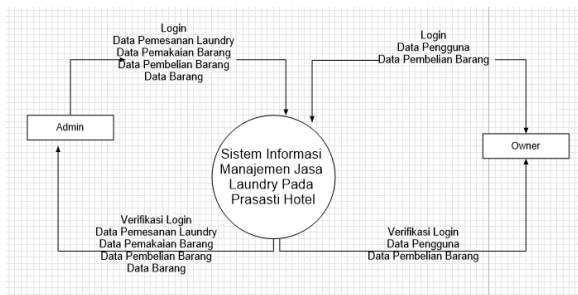 Login
Data Pemesanan Laundry
Data Pemakaian Barang
Data Pembelian Barang
Data Barang
Login
Data Pengguna
Data Pembelian Barang
Admin
Sistem Informasi
Manajemen Jasa
Laundry Pada
Prasasti Hotel
Owner
Verifikasi Login
Data Pemesanan Laundry
Data Pemakaian Barang
Data Pembelian Barang
Data Barang
Verifikasi Login
Data Pengguna
Data Pembelian Barang